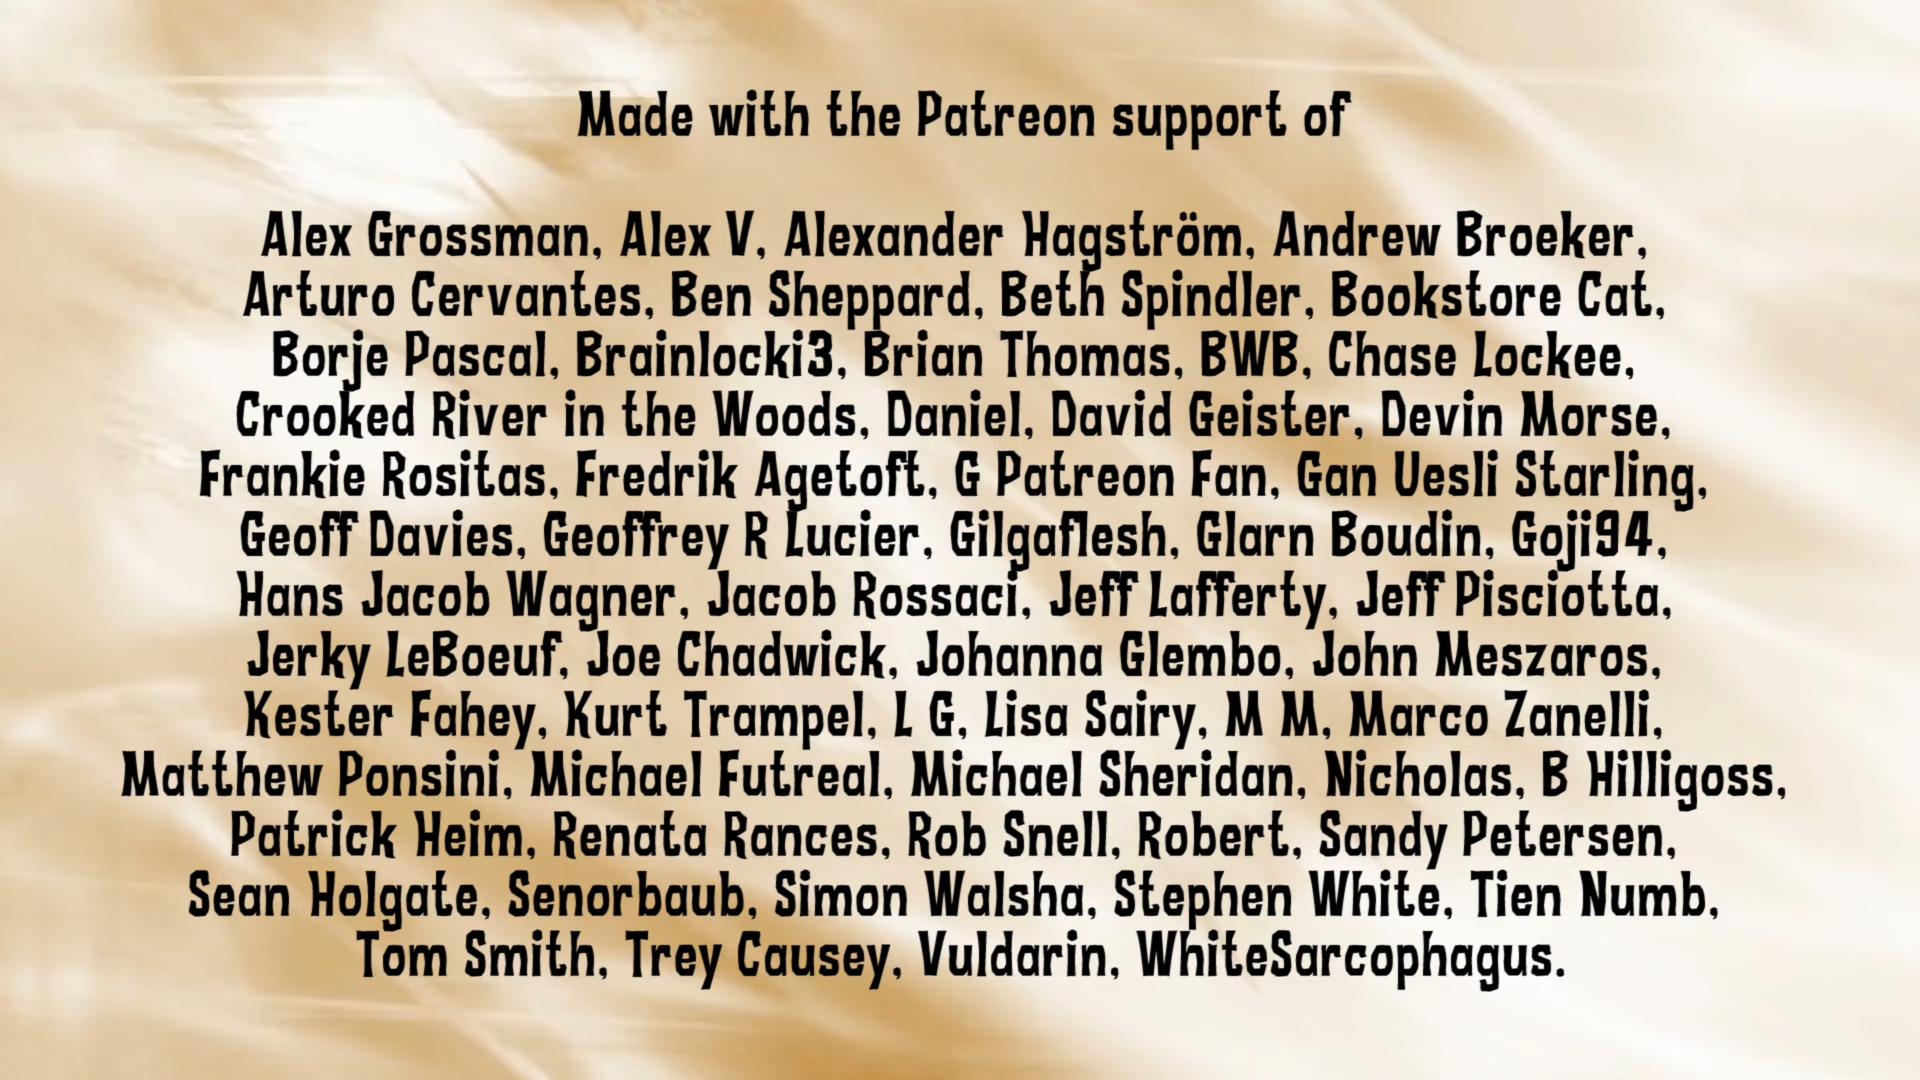 Made with the Patreon support of
Alex Grossman, Alex V, Alexander Hagström, Andrew Broeker,
Arturo Cervantes, Ben Sheppard, Beth Spindler, Bookstore Cat,
Borje Pascal, Brainlocki3, Brian Thomas, BWB, Chase Lockee,
Crooked River in the Woods, Daniel, David Geister, Devin Morse,
Frankie Rositas, Fredrik Agetoft, G Patreon Fan, Gan Uesli Starling,
Geoff Davies, Geoffrey R Lucier, Gilgaflesh, Glarn Boudin, Goji94,
Hans Jacob Wagner, Jacob Rossaci, Jeff Lafferty, Jeff Pisciotta,
Jerky LeBoeuf, Joe Chadwick, Johanna Glembo, John Meszaros,
Kester Fahey, Kurt Trampel, L G, Lisa Sairy, M M, Marco Zanelli,
Matthew Ponsini, Michael Futreal, Michael Sheridan, Nicholas, B Hilligoss,
Patrick Heim, Renata Rances, Rob Snell, Robert, Sandy Petersen,
Sean Holgate, Senorbaub, Simon Walsha, Stephen White, Tien Numb,
Tom Smith, Trey Causey, Vuldarin, WhiteSarcophagus.